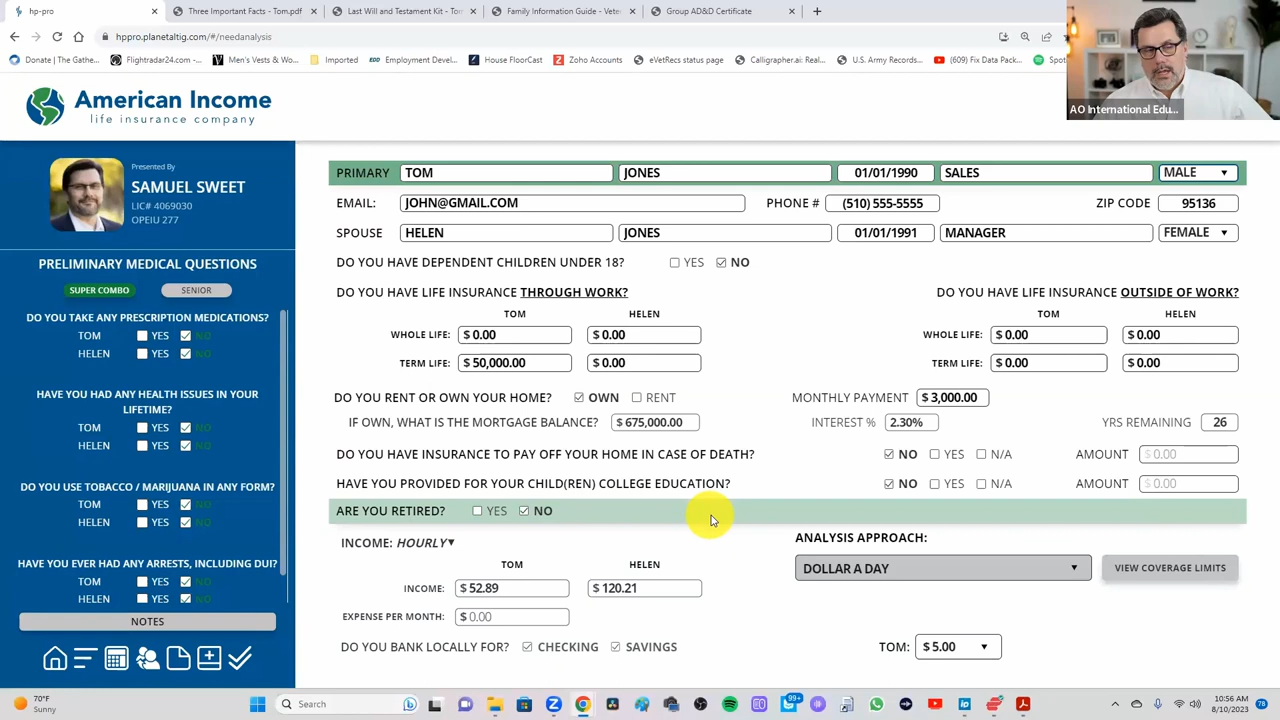 hp-pro
Three Important Facts - Tom.pdf
Last Will and Testament Kit - Tor
Family Information Guide - Veter
Group AD&D Certificate
hppro.planetaltig.com/#/needanalysis
Donate | The Gathe...
Flightradar24.com -...
Men's Vests & Wo...
Imported
EDD
Employment Devel...
House FloorCast
Zoho Accounts
eVetRecs status page
Calligrapher.ai: Real...
U.S. Army Records...
(609) Fix Data Pack...
Spot
AO International Edu...
American Income
life insurance company
Presented By
SAMUEL SWEET
LIC# 4069030
OPEIU 277
PRELIMINARY MEDICAL QUESTIONS
SUPER COMBO SENIOR
DO YOU TAKE ANY PRESCRIPTION MEDICATIONS?
TOM YES NO
HELEN YES NO
HAVE YOU HAD ANY HEALTH ISSUES IN YOUR
LIFETIME?
TOM YES NO
HELEN YES NO
DO YOU USE TOBACCO / MARIJUANA IN ANY FORM?
TOM YES NO
HELEN YES NO
HAVE YOU EVER HAD ANY ARRESTS, INCLUDING DUI?
TOM YES NO
HELEN YES NO
NOTES
PRIMARY TOM JONES 01/01/1990 SALES MALE
EMAIL: JOHN@GMAIL.COM PHONE # (510) 555-5555 ZIP CODE 95136
SPOUSE HELEN JONES 01/01/1991 MANAGER FEMALE
DO YOU HAVE DEPENDENT CHILDREN UNDER 18? YES NO
DO YOU HAVE LIFE INSURANCE THROUGH WORK? DO YOU HAVE LIFE INSURANCE OUTSIDE OF WORK?
TOM HELEN TOM HELEN
WHOLE LIFE: $ 0.00 $ 0.00 WHOLE LIFE: $ 0.00 $ 0.00
TERM LIFE: $ 50,000.00 $ 0.00 TERM LIFE: $ 0.00 $ 0.00
DO YOU RENT OR OWN YOUR HOME? OWN RENT MONTHLY PAYMENT $ 3,000.00
IF OWN, WHAT IS THE MORTGAGE BALANCE? $ 675,000.00 INTEREST % 2.30% YRS REMAINING 26
DO YOU HAVE INSURANCE TO PAY OFF YOUR HOME IN CASE OF DEATH? NO YES N/A AMOUNT $ 0.00
HAVE YOU PROVIDED FOR YOUR CHILD(REN) COLLEGE EDUCATION? NO YES N/A AMOUNT $ 0.00
ARE YOU RETIRED? YES NO
INCOME: HOURLY ANALYSIS APPROACH:
TOM HELEN DOLLAR A DAY VIEW COVERAGE LIMITS
INCOME: $ 52.89 $ 120.21
EXPENSE PER MONTH: $ 0.00
DO YOU BANK LOCALLY FOR? CHECKING SAVINGS TOM: $ 5.00
70°F
Sunny
Search
99+
10:56 AM
8/10/2023
78